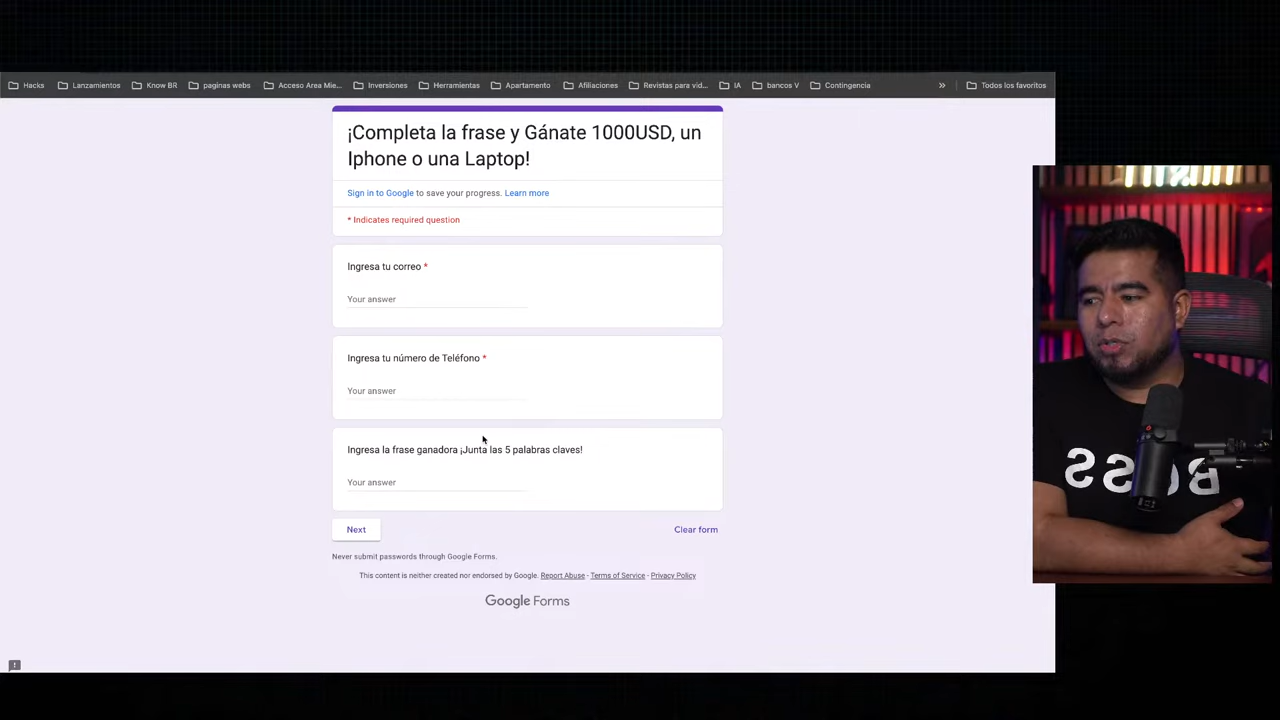 Hacks
Lanzamientos
Know BR
paginas webs
Acceso Area Mie...
Inversiones
Herramientas
Apartamento
Afiliaciones
Revistas para vid...
IA
bancos V
Contingencia
»
Todos los favoritos
¡Completa la frase y Gánate 1000USD, un
Iphone o una Laptop!
Sign in to Google to save your progress. Learn more
* Indicates required question
Ingresa tu correo *
Your answer
Ingresa tu número de Teléfono *
Your answer
Ingresa la frase ganadora ¡Junta las 5 palabras claves!
Your answer
Next
Clear form
Never submit passwords through Google Forms.
This content is neither created nor endorsed by Google. Report Abuse - Terms of Service - Privacy Policy
Google Forms
BOSS